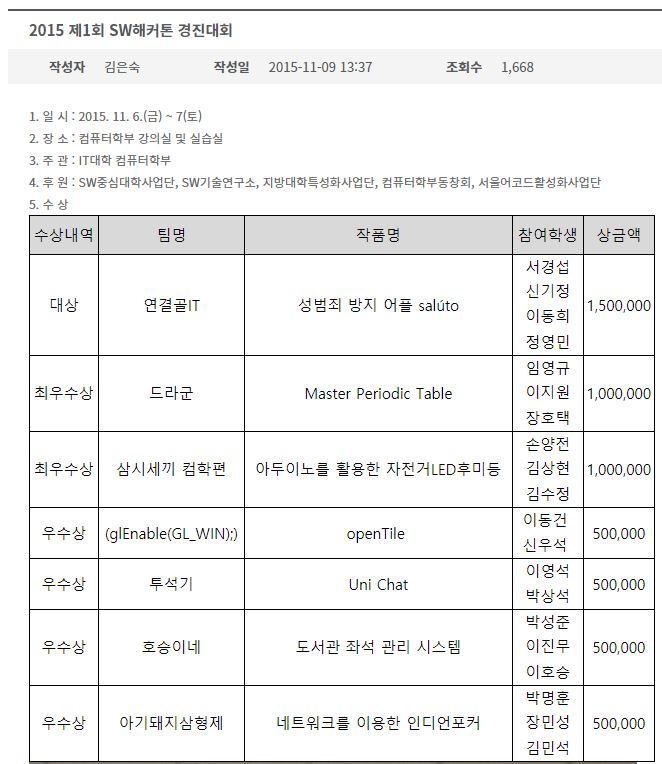 2015 제1회 SW해커톤 경진대회
작성자 김은숙 작성일 2015-11-09 13:37 조회수 1,668
1. 일 시 : 2015. 11. 6.(금) ~ 7(토)
2. 장 소 : 컴퓨터학부 강의실 및 실습실
3. 주 관 : IT대학 컴퓨터학부
4. 후 원 : SW중심대학사업단, SW기술연구소, 지방대학특성화사업단, 컴퓨터학부동창회, 서울어코드활성화사업단
5. 수 상
수상내역 팀명 작품명 참여학생 상금액
대상 연결골IT 성범죄 방지 어플 salúto 서경섭 신기정 이동희 정영민 1,500,000
최우수상 드라군 Master Periodic Table 임영규 이지원 장호택 1,000,000
최우수상 삼시세끼 컴학편 아두이노를 활용한 자전거LED후미등 손양전 김상현 김수정 1,000,000
우수상 (glEnable(GL_WIN);) openTile 이동건 신우석 500,000
우수상 투석기 Uni Chat 이영석 박상석 500,000
우수상 호승이네 도서관 좌석 관리 시스템 박성준 이진무 이호승 500,000
우수상 아기돼지삼형제 네트워크를 이용한 인디언포커 박명훈 장민성 김민석 500,000